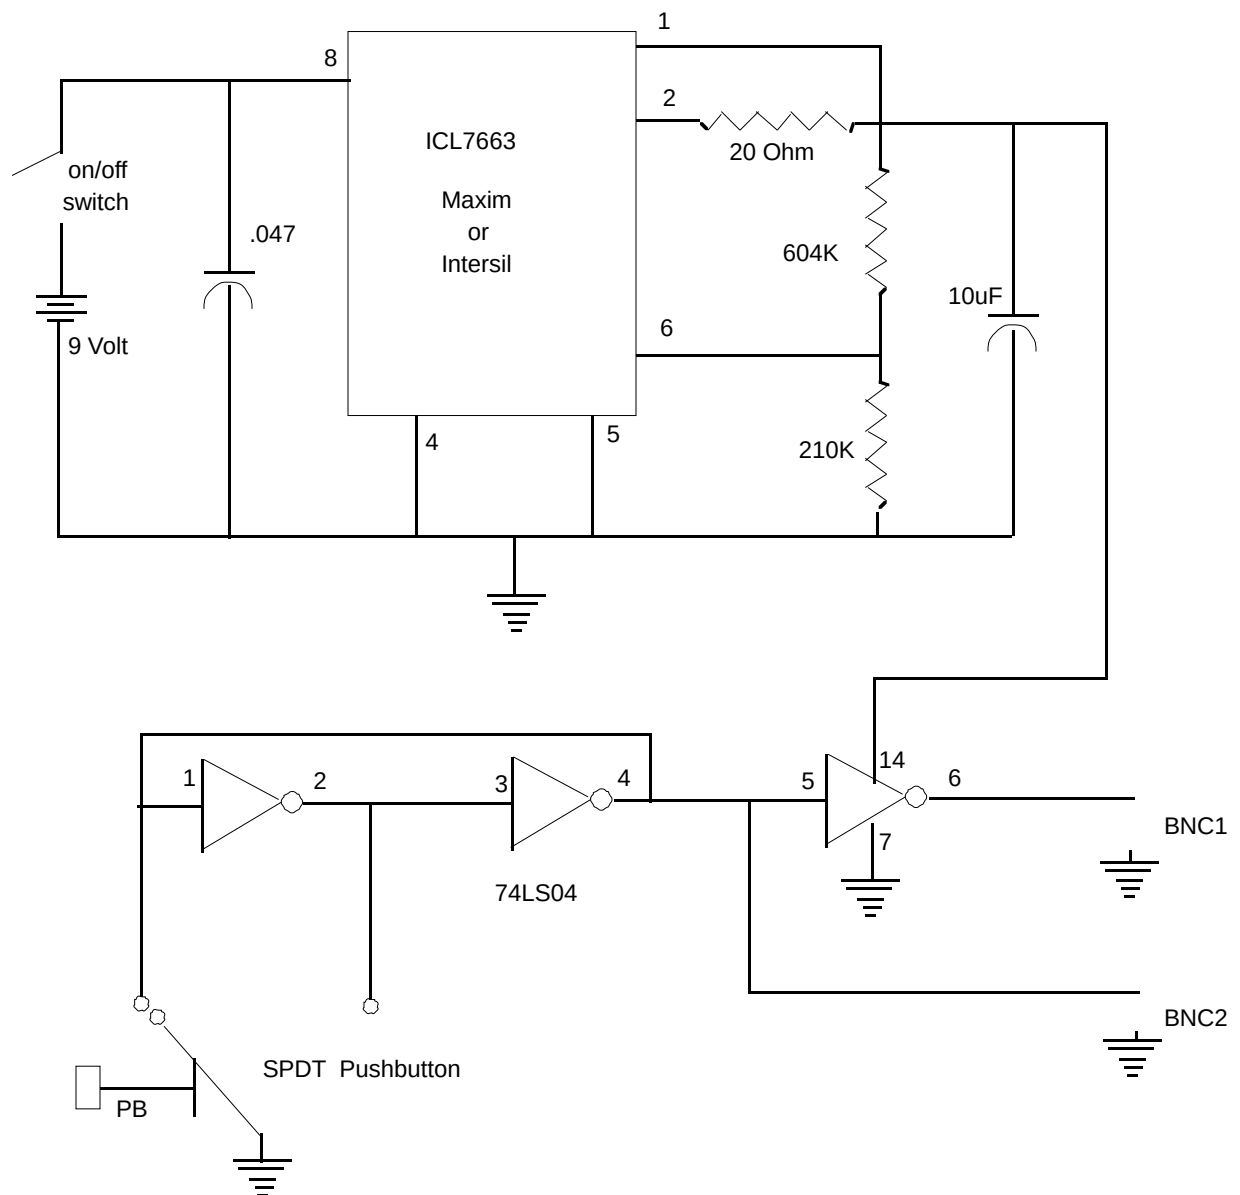 1
8
2
ICL7663
20 Ohm
on/off
switch
Maxim
or
Intersil
.047
604K
10uF
6
9 Volt
4
5
210K
1
2
3
4
5
14
6
7
BNC1
74LS04
BNC2
SPDT Pushbutton
PB